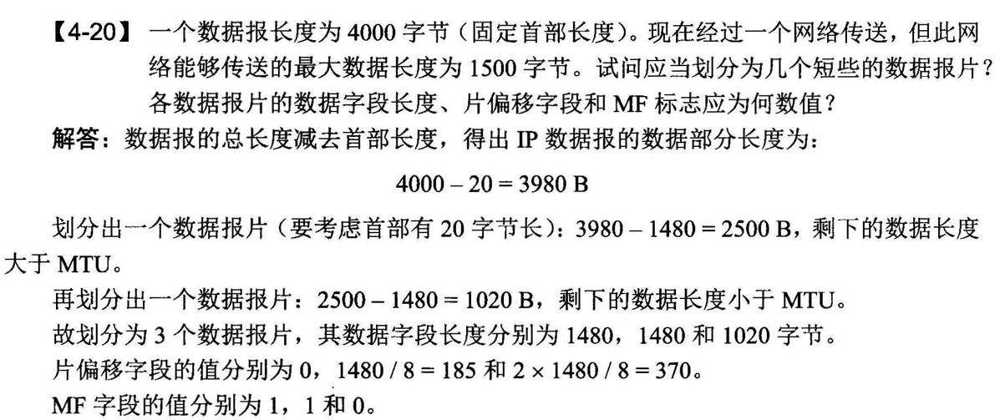 【4-20】 一个数据报长度为 4000 字节（固定首部长度）。现在经过一个网络传送，但此网
络能够传送的最大数据长度为 1500 字节。试问应当划分为几个短些的数据报片？
各数据报片的数据字段长度、片偏移字段和 MF 标志应为何数值？
解答：数据报的总长度减去首部长度，得出 IP 数据报的数据部分长度为：
4000 – 20 = 3980 B
划分出一个数据报片（要考虑首部有 20 字节长）：3980 – 1480 = 2500 B，剩下的数据长度
大于 MTU。
再划分出一个数据报片：2500 – 1480 = 1020 B，剩下的数据长度小于 MTU。
故划分为 3 个数据报片，其数据字段长度分别为 1480，1480 和 1020 字节。
片偏移字段的值分别为 0，1480 / 8 = 185 和 2 × 1480 / 8 = 370。
MF 字段的值分别为 1，1 和 0。